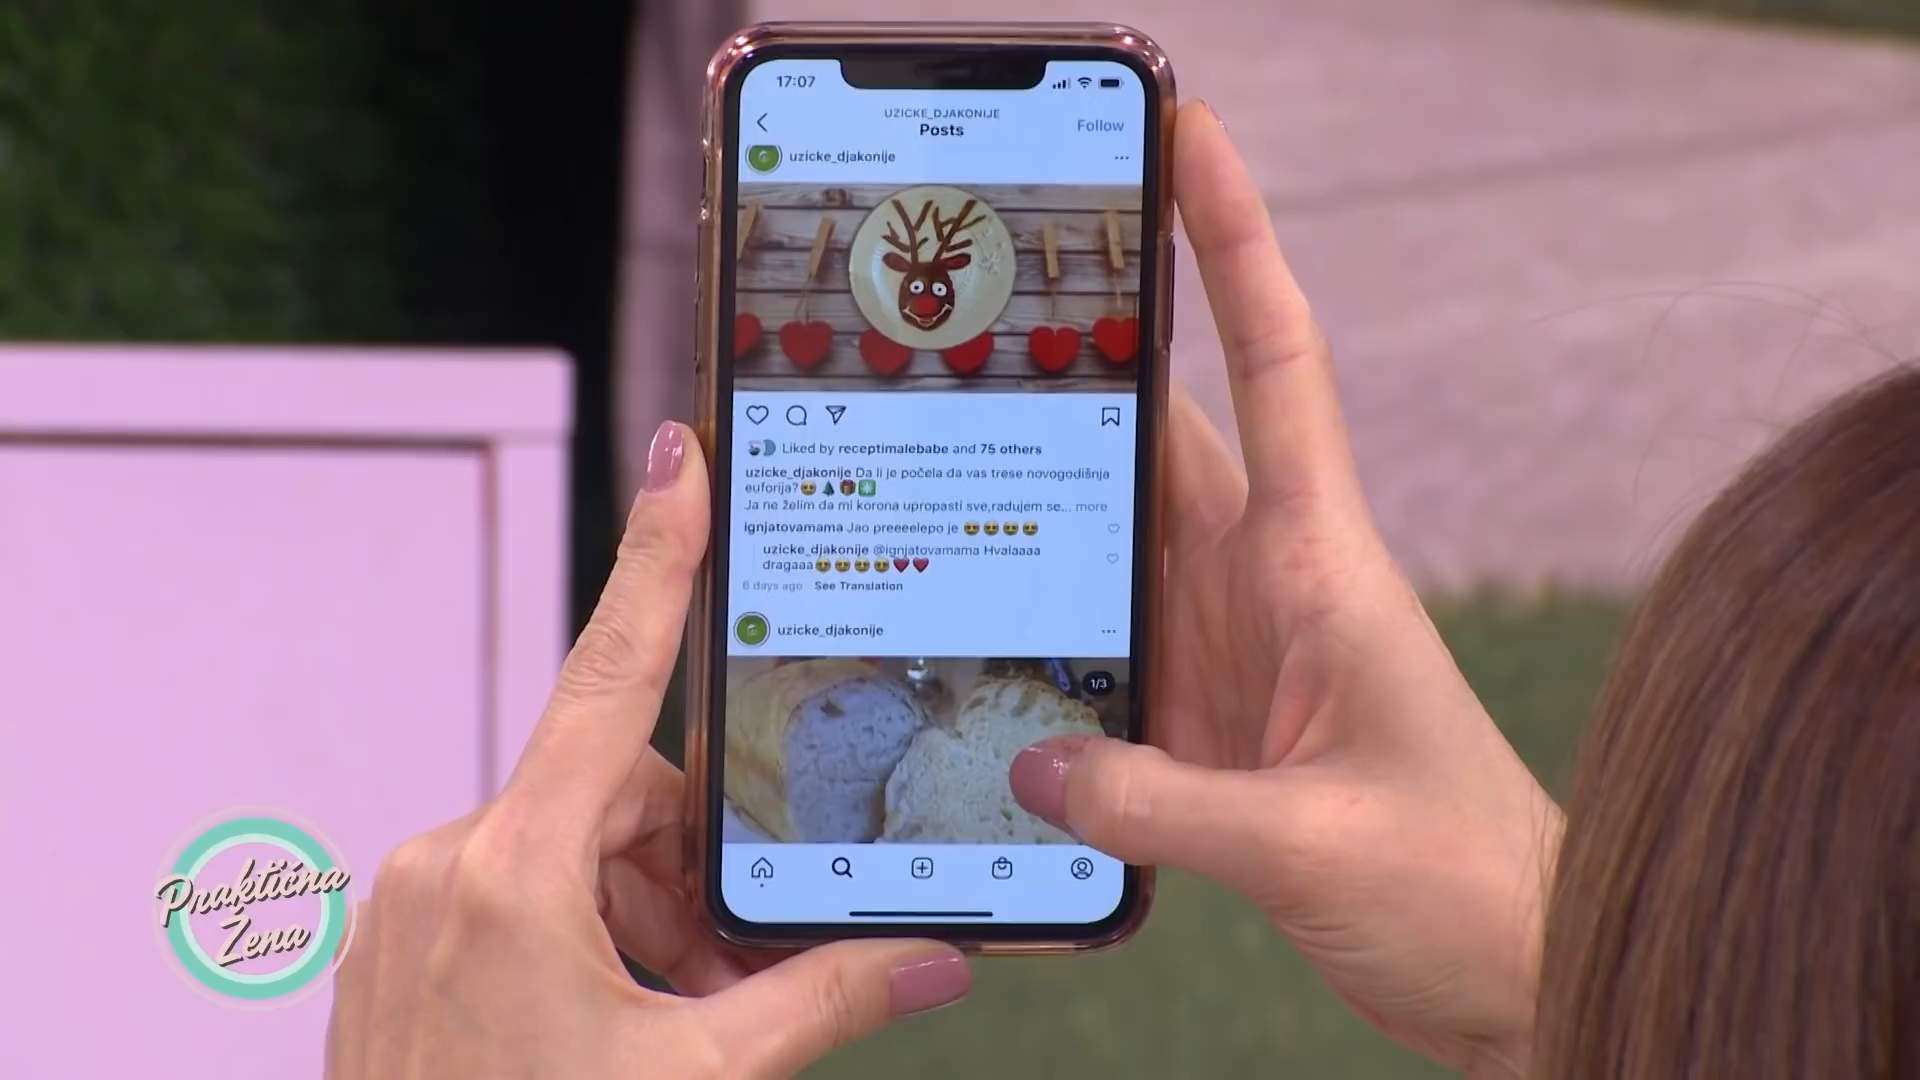 17:07
UZICKE_DJAKONIJE
Posts
Follow
uzicke_djakonije
Liked by receptimalebabe and 75 others
uzicke_djakonije Da li je počela da vas trese novogodišnja
euforija?😍🎄🎁❇️
Ja ne želim da mi korona upropasti sve,radujem se... more
ignjatovamama Jao preeeelepo je 😍😍😍😍
uzicke_djakonije @ignjatovamama Hvalaaaa
dragaaa😍😍😍😍❤️❤️
6 days ago · See Translation
uzicke_djakonije
1/3
Praktična
Žena